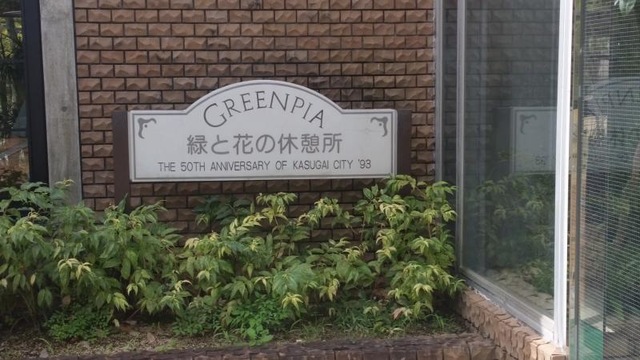 GREENPIA
緑と花の休憩所
THE 50TH ANNIVERSARY OF KASUGAI CITY '93